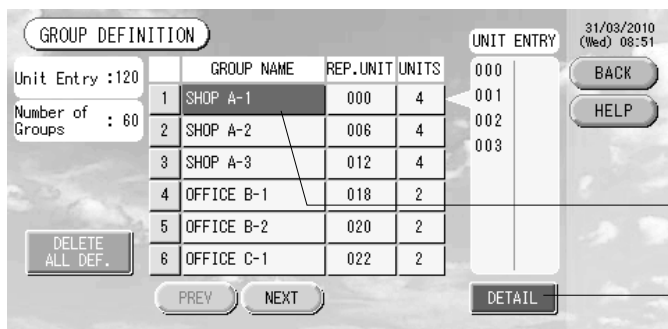 GROUP DEFINITION
31/03/2010
(Wed) 08:51
UNIT ENTRY
BACK
HELP
Unit Entry :120
Number of
Groups : 60
GROUP NAME REP.UNIT UNITS
1 SHOP A-1 000 4
2 SHOP A-2 006 4
3 SHOP A-3 012 4
4 OFFICE B-1 018 2
5 OFFICE B-2 020 2
6 OFFICE C-1 022 2
000
001
002
003
DELETE
ALL DEF.
PREV NEXT
DETAIL